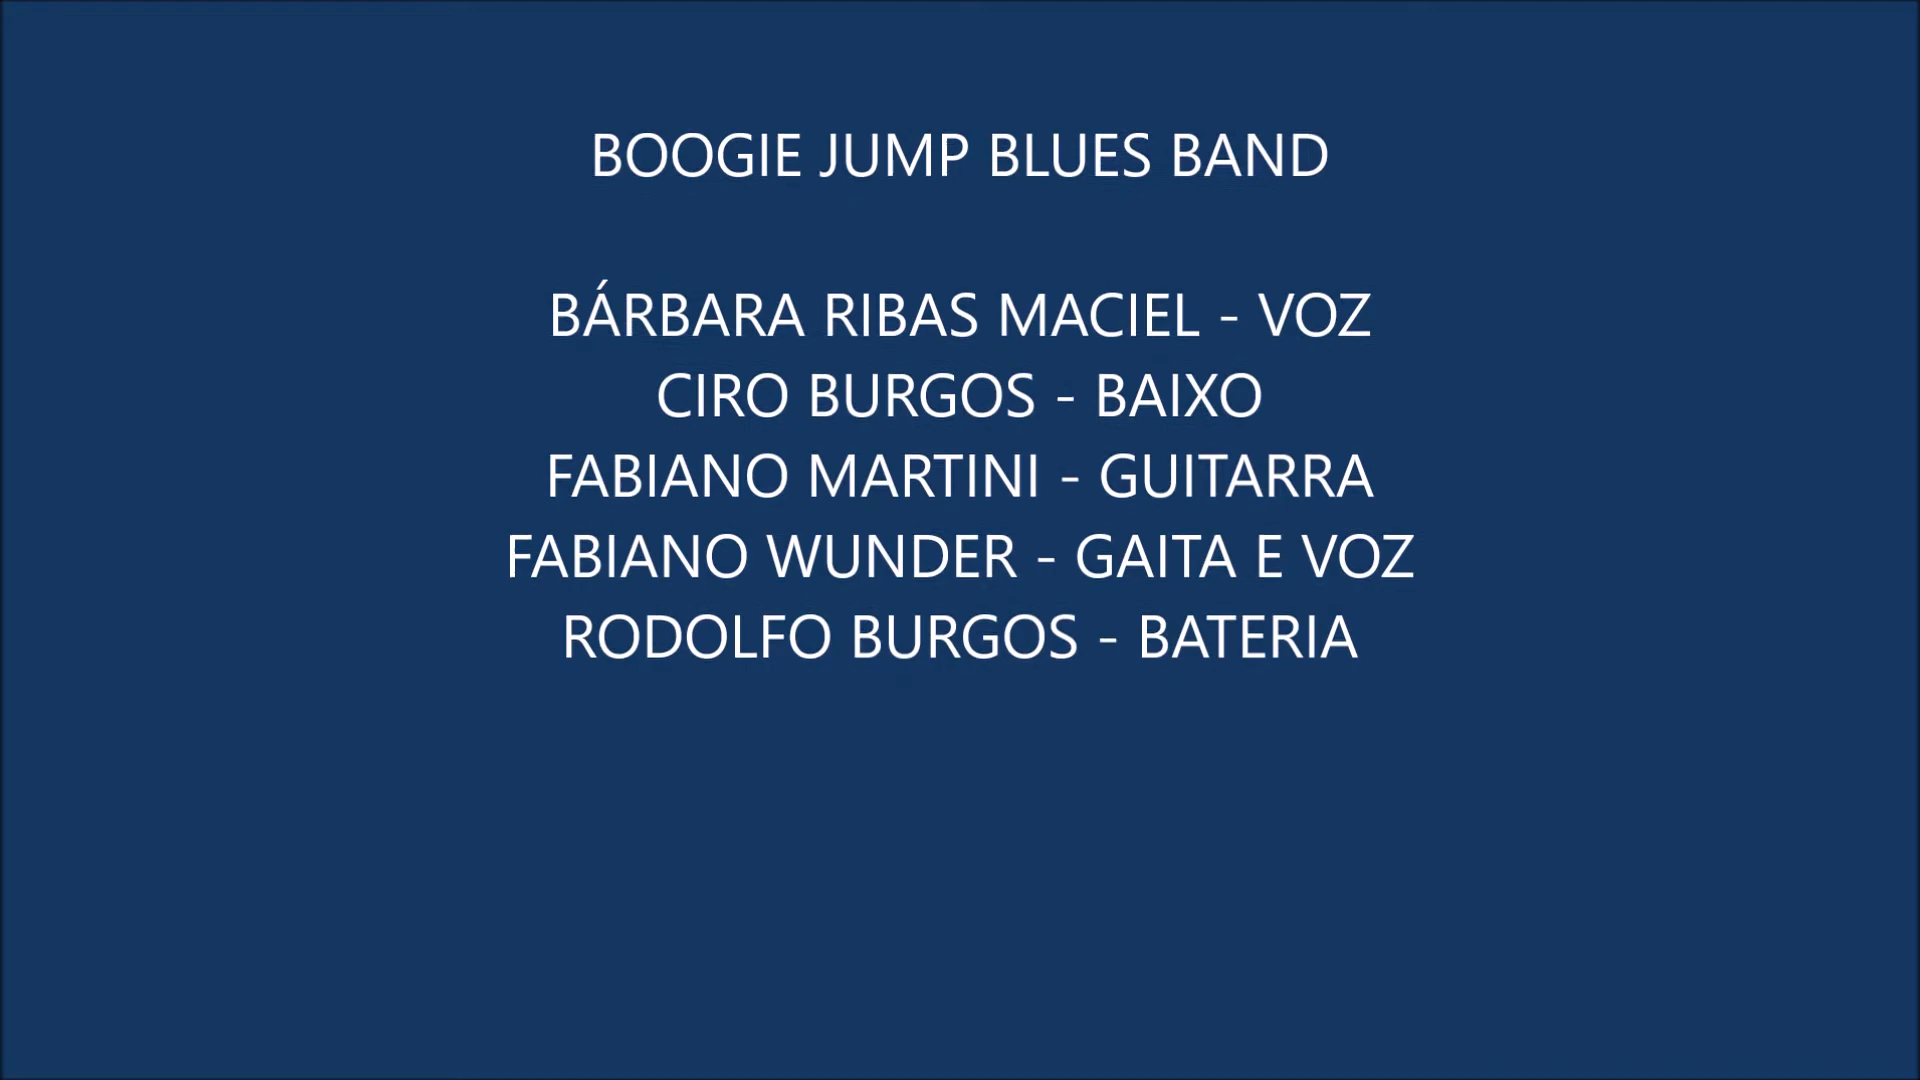 BOOGIE JUMP BLUES BAND
BÁRBARA RIBAS MACIEL - VOZ
CIRO BURGOS - BAIXO
FABIANO MARTINI - GUITARRA
FABIANO WUNDER - GAITA E VOZ
RODOLFO BURGOS - BATERIA